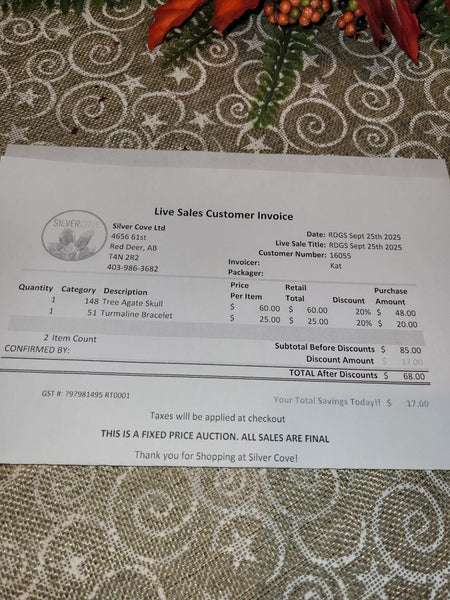 Live Sales Customer Invoice
SILVERCOVE
Silver Cove Ltd
4656 61st
Red Deer, AB
T4N 2R2
403-986-3682
Date: RDGS Sept 25th 2025
Live Sale Title: RDGS Sept 25th 2025
Customer Number: 16055
Invoicer: Kat
Packager:
Quantity Category Description Price Per Item Retail Total Discount Purchase Amount
1 148 Tree Agate Skull $ 60.00 $ 60.00 20% $ 48.00
1 51 Turmaline Bracelet $ 25.00 $ 25.00 20% $ 20.00
2 Item Count
Subtotal Before Discounts $ 85.00
CONFIRMED BY:
Discount Amount $ 17.00
TOTAL After Discounts $ 68.00
GST #: 797981495 RT0001
Your Total Savings Today!! $ 17.00
Taxes will be applied at checkout
THIS IS A FIXED PRICE AUCTION. ALL SALES ARE FINAL
Thank you for Shopping at Silver Cove!